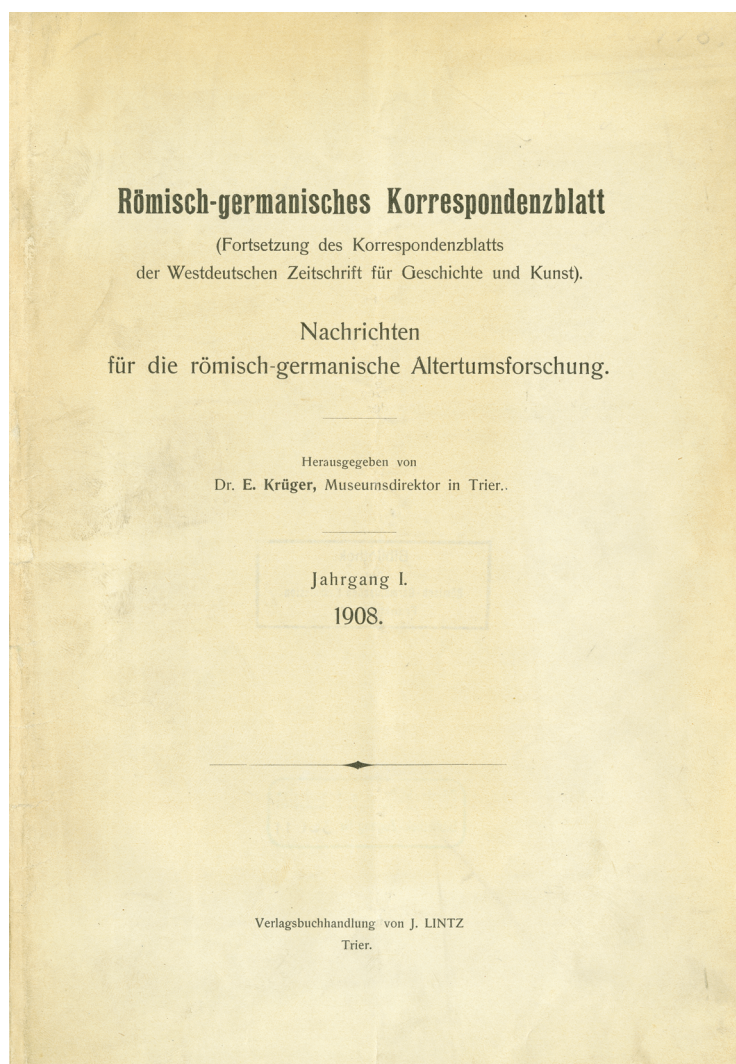 Römisch-germanisches Korrespondenzblatt
(Fortsetzung des Korrespondenzblatts
der Westdeutschen Zeitschrift für Geschichte und Kunst).
Nachrichten
für die römisch-germanische Altertumsforschung.
Herausgegeben von
Dr. E. Krüger, Museumsdirektor in Trier.
Jahrgang I.
1908.
Verlagsbuchhandlung von J. LINTZ
Trier.